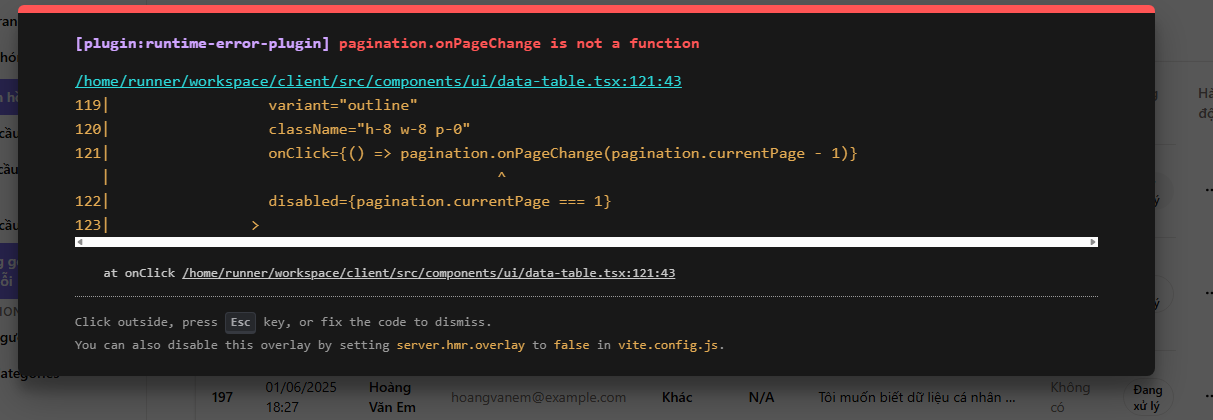 [plugin:runtime-error-plugin] pagination.onPageChange is not a function
/home/runner/workspace/client/src/components/ui/data-table.tsx:121:43
119|                   variant="outline"
120|                   className="h-8 w-8 p-0"
121|                   onClick={() => pagination.onPageChange(pagination.currentPage - 1)}
   |                                             ^
122|                   disabled={pagination.currentPage === 1}
123|                 >
at onClick /home/runner/workspace/client/src/components/ui/data-table.tsx:121:43
Click outside, press Esc key, or fix the code to dismiss.
You can also disable this overlay by setting server.hmr.overlay to false in vite.config.js.
197 01/06/2025 18:27 Hoàng Văn Em hoangvanem@example.com Khác N/A Tôi muốn biết dữ liệu cá nhân ... Không có Đang xử lý